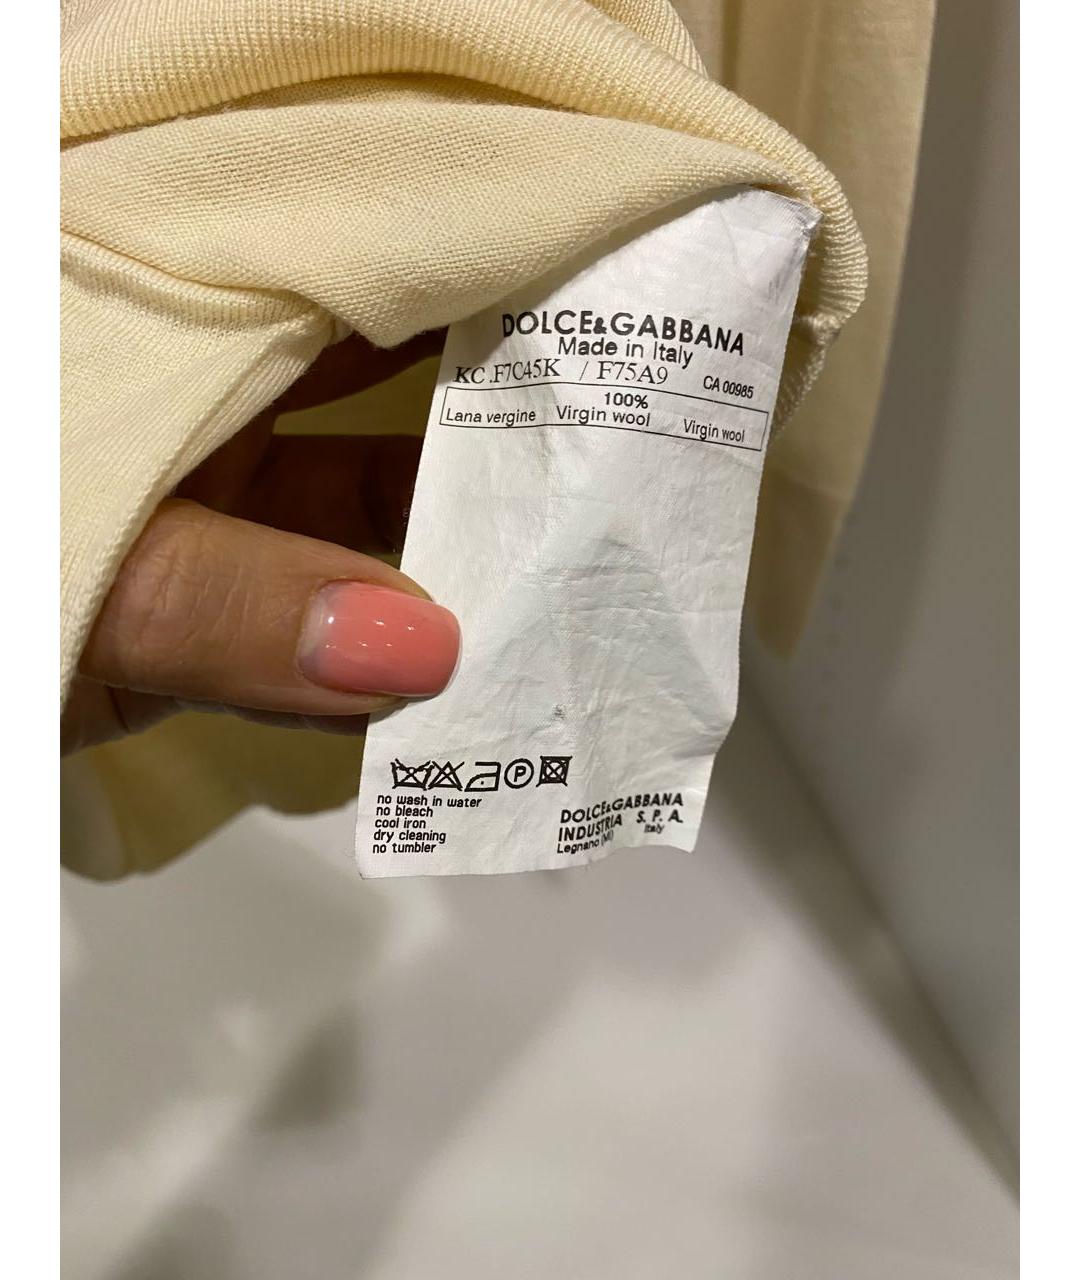 DOLCE&GABBANA
Made in Italy
KC.F7C45K / F75A9 CA 00985
100%
Lana vergine Virgin wool Virgin wool
P
no wash in water
no bleach
cool iron
dry cleaning
no tumbler
DOLCE&GABBANA
INDUSTRIA S.P.A.
Legnano (MI) Italy